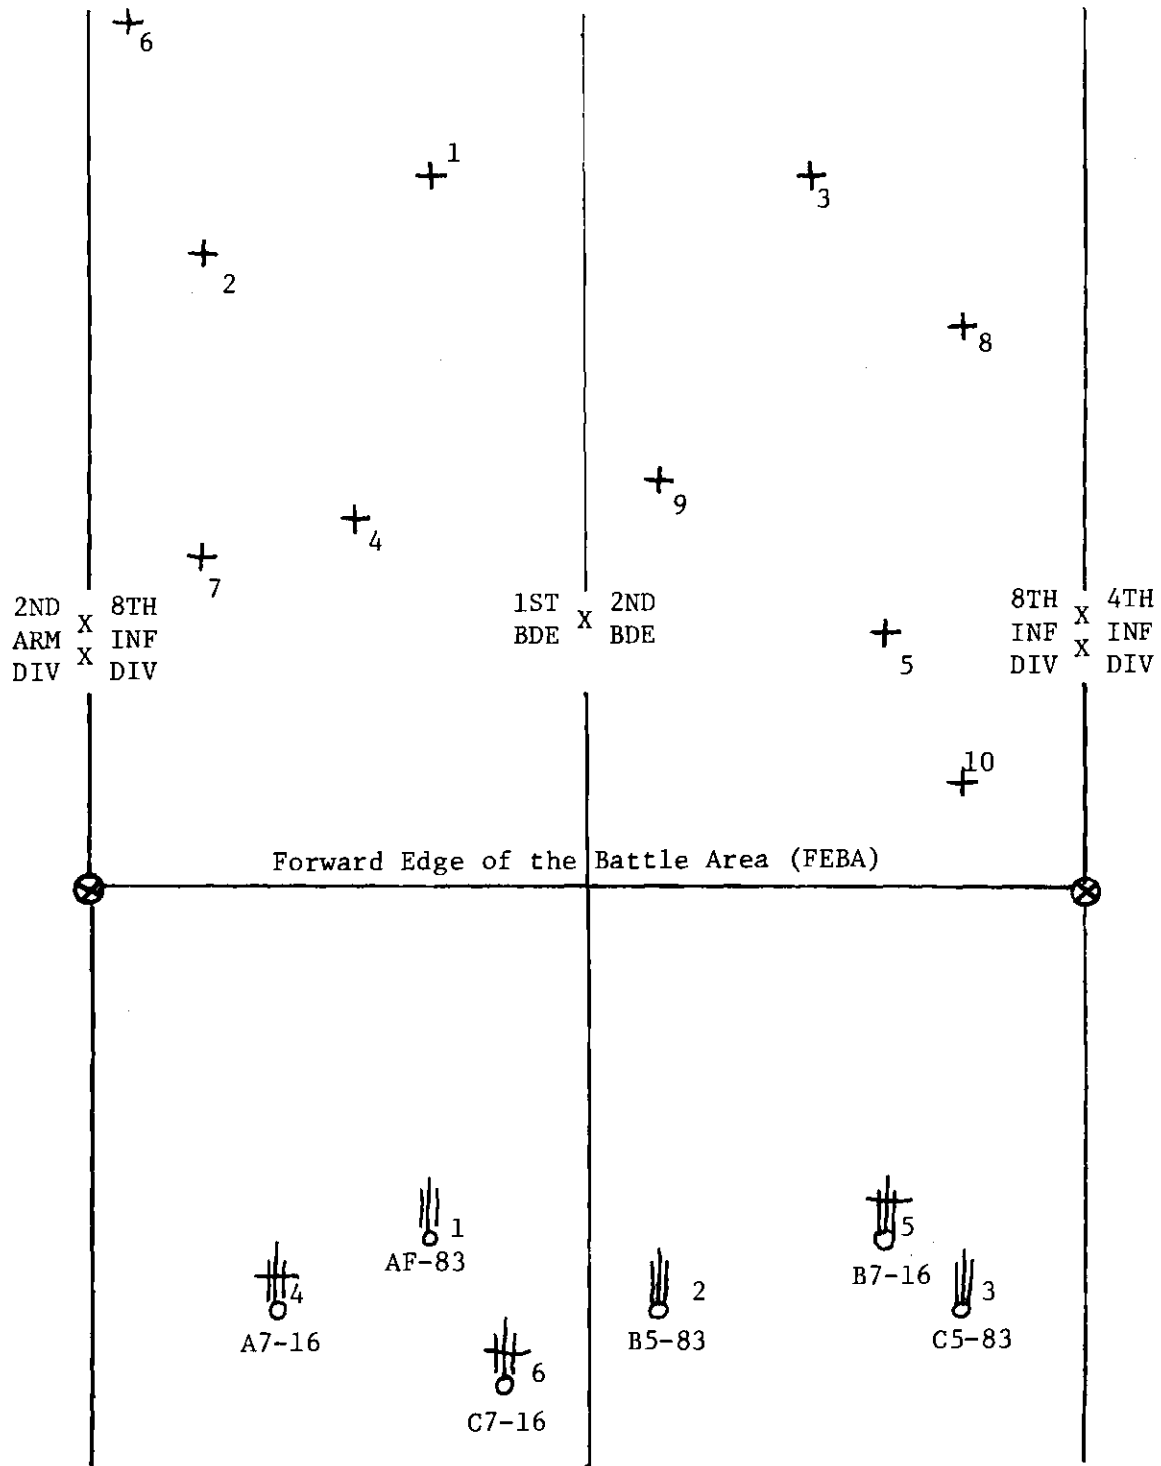 6
1
3
2
8
9
4
7
2ND X 8TH
ARM X INF
DIV DIV
1ST X 2ND
BDE BDE
8TH X 4TH
INF X INF
DIV DIV
5
10
Forward Edge of the Battle Area (FEBA)
1
AF-83
5
B7-16
4
A7-16
2
B5-83
3
C5-83
6
C7-16